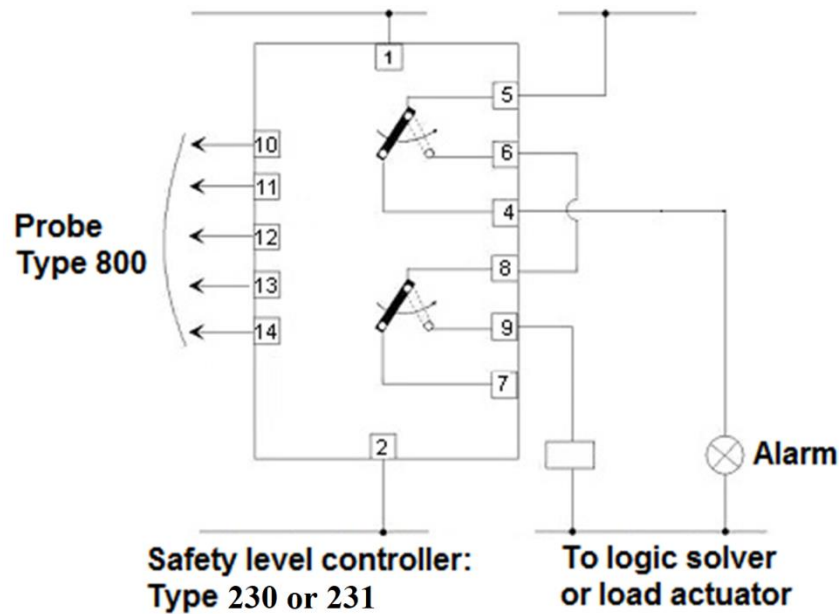 1
5
10
6
11
4
Probe
Type 800
12
8
13
14
9
7
2
Alarm
Safety level controller:
Type 230 or 231
To logic solver
or load actuator